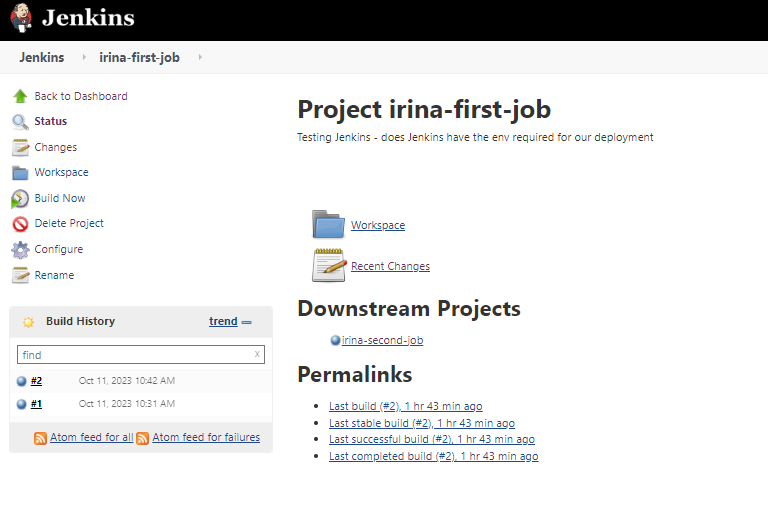 Jenkins
Jenkins irina-first-job
Back to Dashboard
Status
Changes
Workspace
Build Now
Delete Project
Configure
Rename
Build History trend
find x
#2 Oct 11, 2023 10:42 AM
#1 Oct 11, 2023 10:31 AM
Atom feed for all Atom feed for failures
Project irina-first-job
Testing Jenkins - does Jenkins have the env required for our deployment
Workspace
Recent Changes
Downstream Projects
irina-second-job
Permalinks
Last build (#2), 1 hr 43 min ago
Last stable build (#2), 1 hr 43 min ago
Last successful build (#2), 1 hr 43 min ago
Last completed build (#2), 1 hr 43 min ago